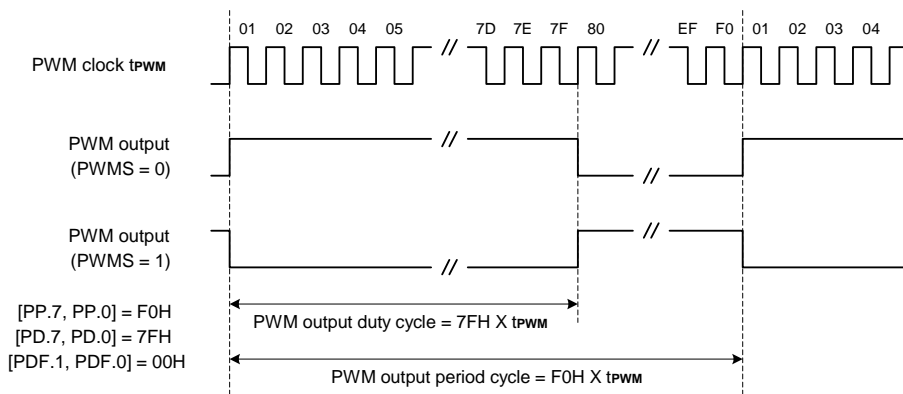 01 02 03 04 05 7D 7E 7F 80 EF F0 01 02 03 04
PWM clock tPWM
PWM output
(PWMS = 0)
PWM output
(PWMS = 1)
[PP.7, PP.0] = F0H
[PD.7, PD.0] = 7FH
[PDF.1, PDF.0] = 00H
PWM output duty cycle = 7FH X tPWM
PWM output period cycle = F0H X tPWM